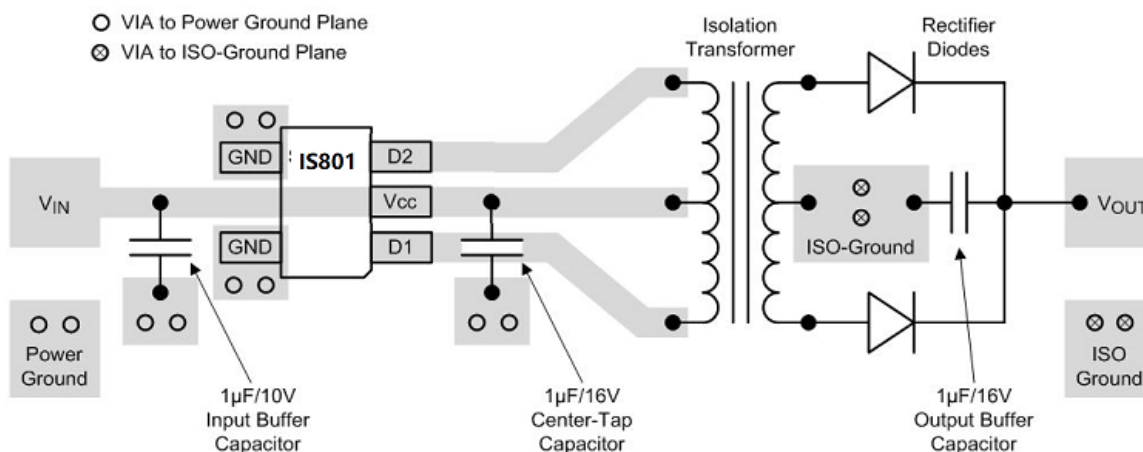 VIA to Power Ground Plane
VIA to ISO-Ground Plane
Isolation
Transformer
Rectifier
Diodes
GND
IS801
D2
VIN
Vcc
VOUT
GND
D1
ISO-Ground
Power
Ground
ISO
Ground
1µF/10V
Input Buffer
Capacitor
1µF/16V
Center-Tap
Capacitor
1µF/16V
Output Buffer
Capacitor